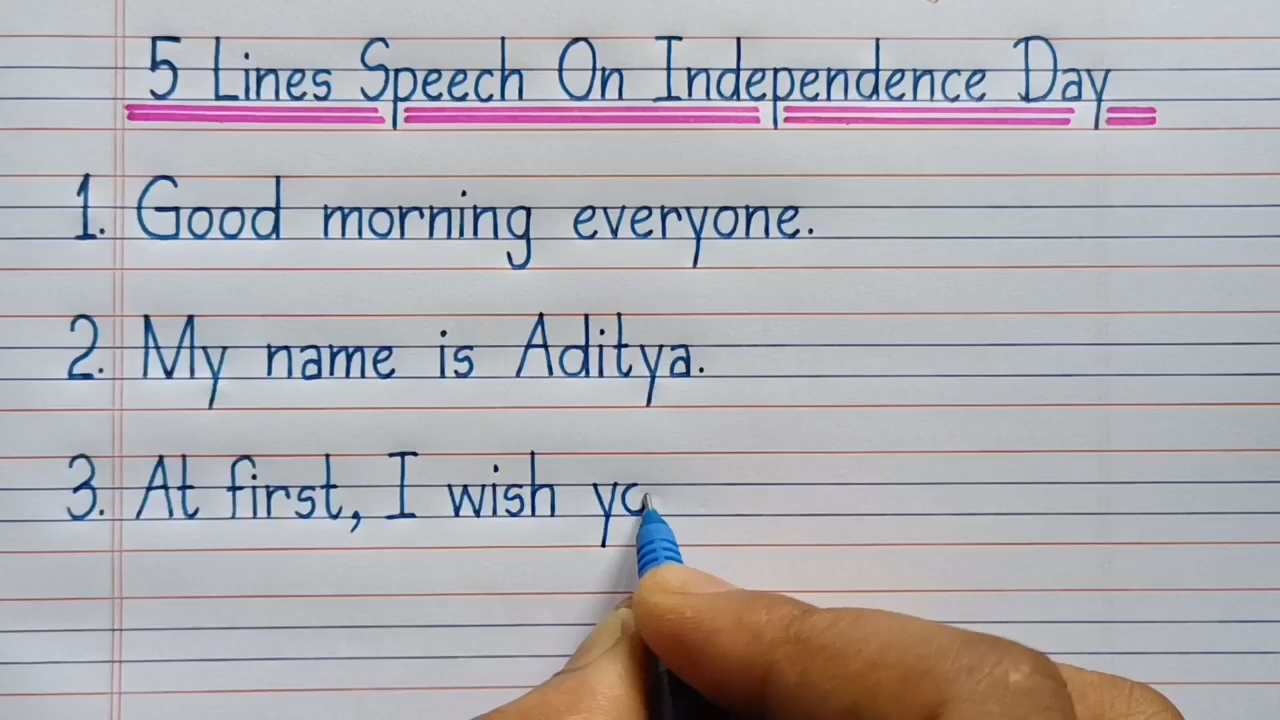 5 Lines Speech On Independence Day
1. Good morning everyone.
2. My name is Aditya.
3. At first, I wish yo